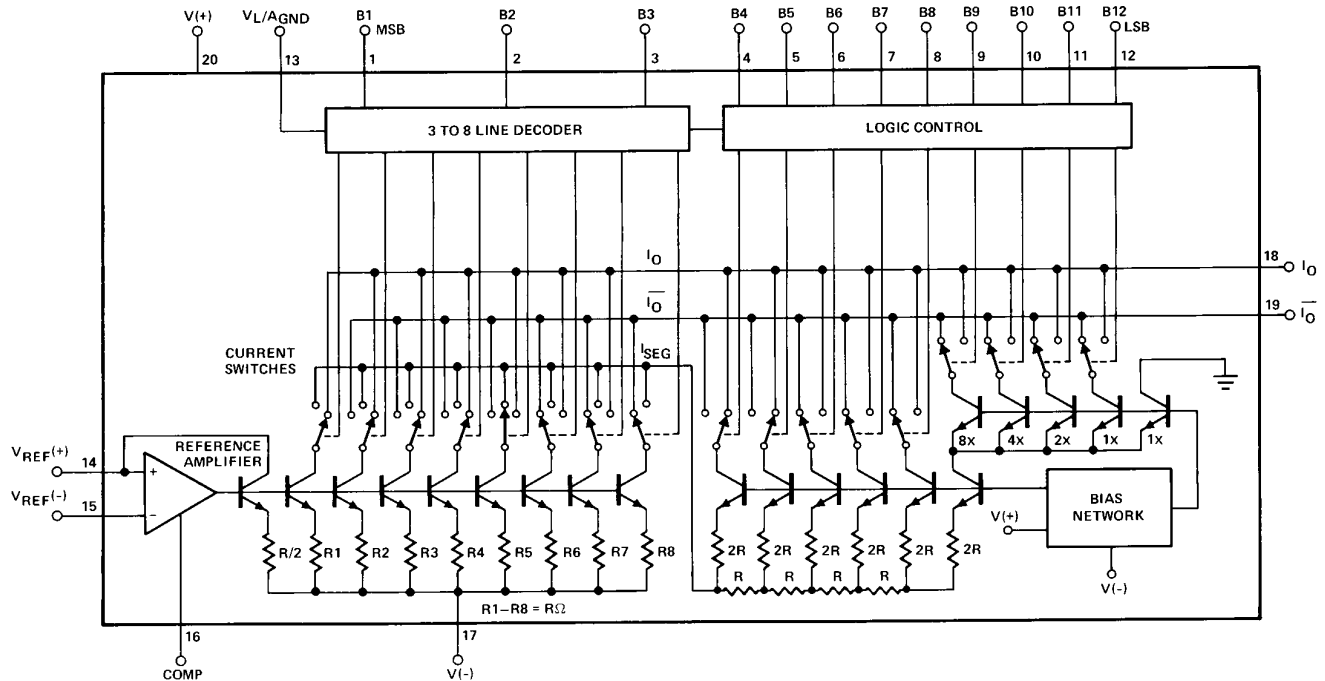 V(+)
VL/AGND
B1
MSB
B2
B3
B4
B5
B6
B7
B8
B9
B10
B11
B12
LSB
20
13
1
2
3
4
5
6
7
8
9
10
11
12
3 TO 8 LINE DECODER
LOGIC CONTROL
IO
18
IO
IO
19
IO
CURRENT
SWITCHES
ISEG
8x
4x
2x
1x
1x
VREF(+)
14
+
REFERENCE
AMPLIFIER
VREF(-)
15
−
BIAS
NETWORK
V(+)
V(-)
R/2
R1
R2
R3
R4
R5
R6
R7
R8
2R
2R
2R
2R
2R
2R
R
R
R
R
R1–R8 = RΩ
16
COMP
17
V(-)